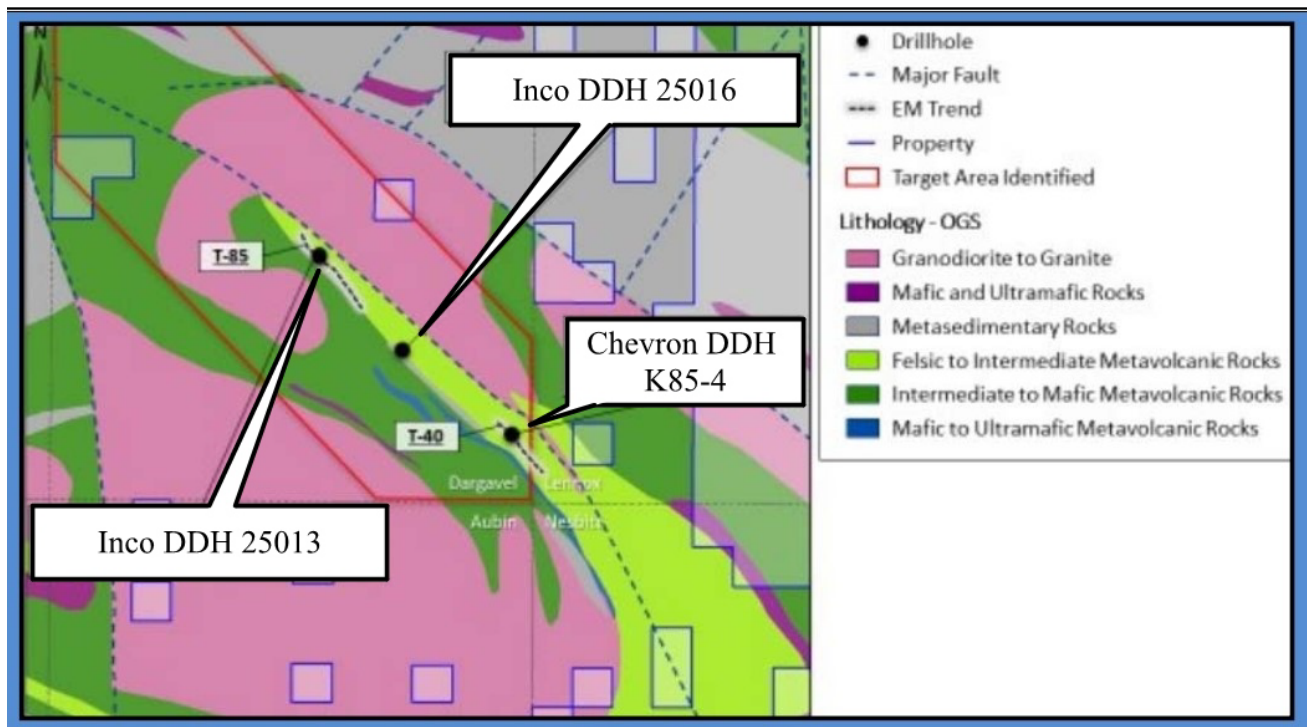 N
Inco DDH 25016
T-85
Chevron DDH
K85-4
T-40
Dargavel
Lennox
Aubin
Nesbitt
Inco DDH 25013
Drillhole
Major Fault
EM Trend
Property
Target Area Identified
Lithology - OGS
Granodiorite to Granite
Mafic and Ultramafic Rocks
Metasedimentary Rocks
Felsic to Intermediate Metavolcanic Rocks
Intermediate to Mafic Metavolcanic Rocks
Mafic to Ultramafic Metavolcanic Rocks